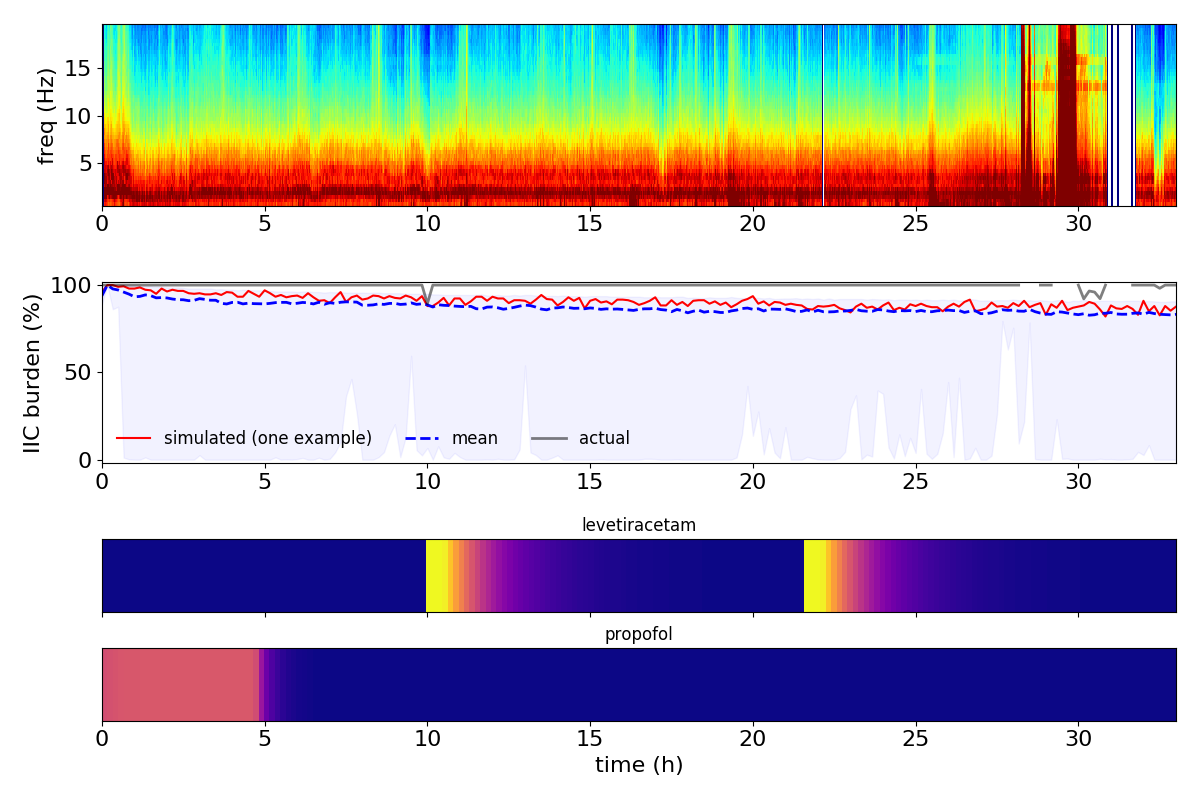 freq (Hz)
15
10
5
0 5 10 15 20 25 30
IIC burden (%)
100
50
0
simulated (one example) mean actual
0 5 10 15 20 25 30
levetiracetam
propofol
0 5 10 15 20 25 30
time (h)